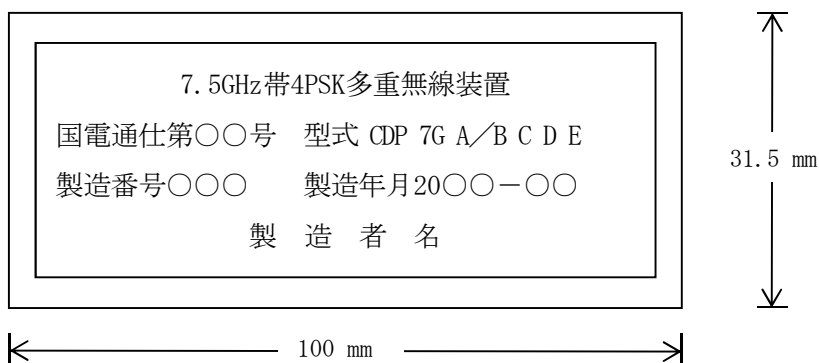 7.5GHz帯4PSK多重無線装置
国電通仕第○○号 型式 CDP 7G A／B C D E
製造番号○○○ 製造年月20○○－○○
製 造 者 名
31.5 mm
100 mm